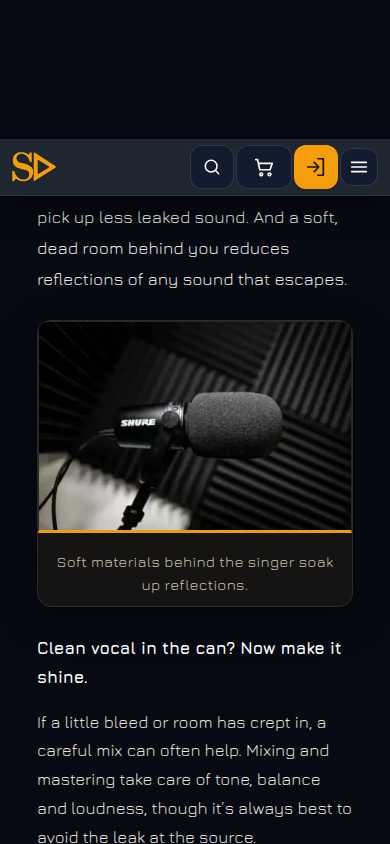 S
pick up less leaked sound. And a soft,
dead room behind you reduces
reflections of any sound that escapes.
SHURE
Soft materials behind the singer soak
up reflections.
Clean vocal in the can? Now make it
shine.
If a little bleed or room has crept in, a
careful mix can often help. Mixing and
mastering take care of tone, balance
and loudness, though it's always best to
avoid the leak at the source.